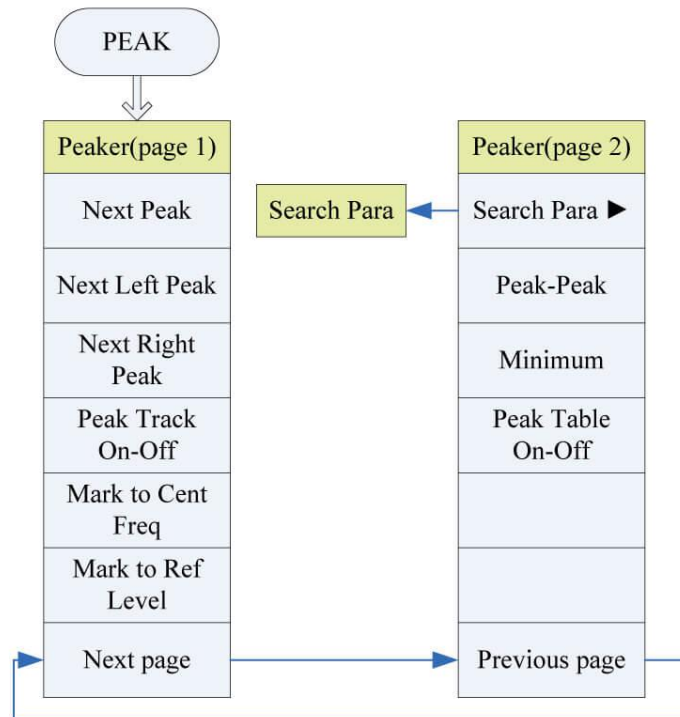 PEAK
Peaker(page 1)
Next Peak
Next Left Peak
Next Right
Peak
Peak Track
On-Off
Mark to Cent
Freq
Mark to Ref
Level
Next page
Search Para
Peaker(page 2)
Search Para ▶
Peak-Peak
Minimum
Peak Table
On-Off
Previous page